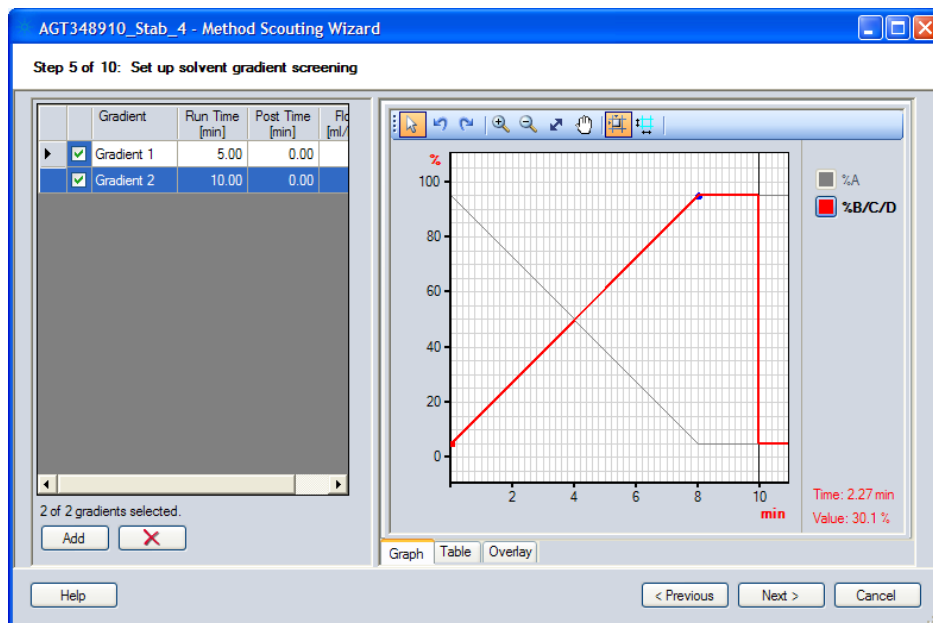 AGT348910_Stab_4 - Method Scouting Wizard
Step 5 of 10: Set up solvent gradient screening
Gradient Run Time [min] Post Time [min] Flo [ml/
Gradient 1 5.00 0.00
Gradient 2 10.00 0.00
2 of 2 gradients selected.
Add
%
100
80
60
40
20
0
2 4 6 8 10
min
%A
%B/C/D
Time: 2.27 min
Value: 30.1 %
Graph Table Overlay
Help < Previous Next > Cancel